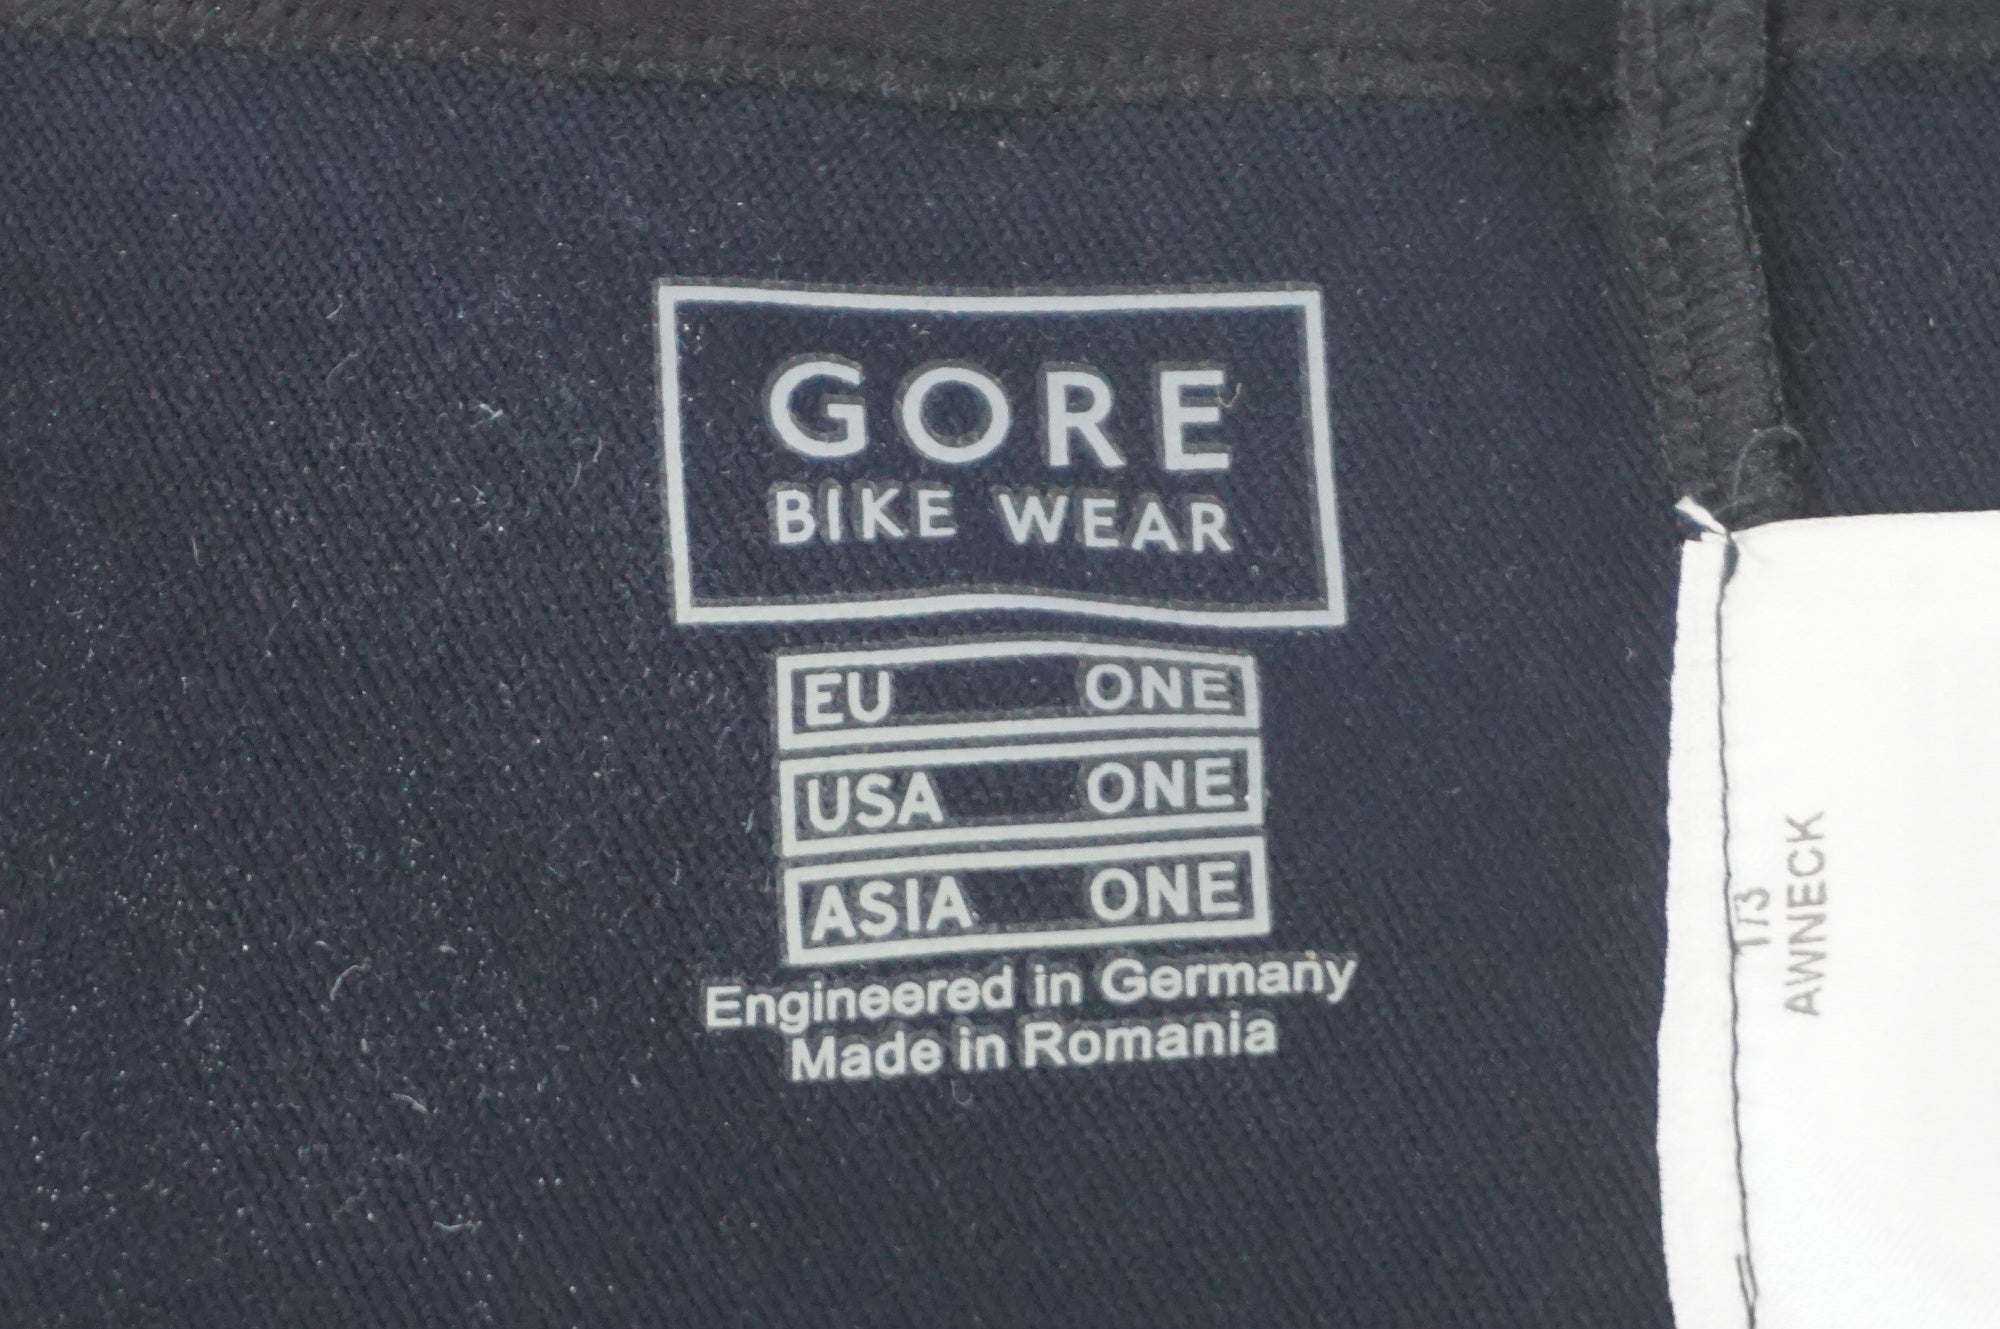 GORE
BIKE WEAR
EU ONE
USA ONE
ASIA ONE
Engineered in Germany
Made in Romania
AWNECK